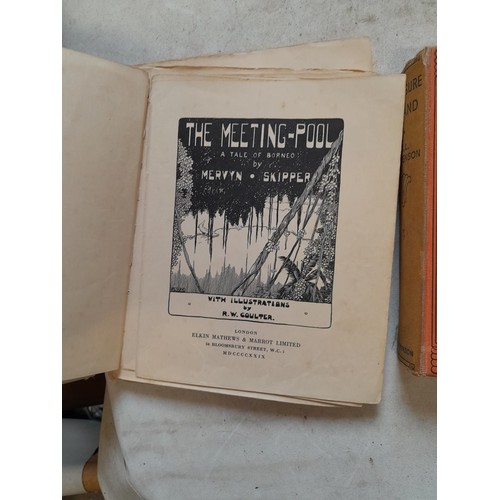 THE MEETING-POOL
A TALE OF BORNEO
by
MERVYN • SKIPPER
WITH ILLUSTRATIONS
by
R. W. COULTER.
LONDON
ELKIN MATHEWS & MARROT LIMITED
54 BLOOMSBURY STREET, W.C.1
MDCCCCXXIX